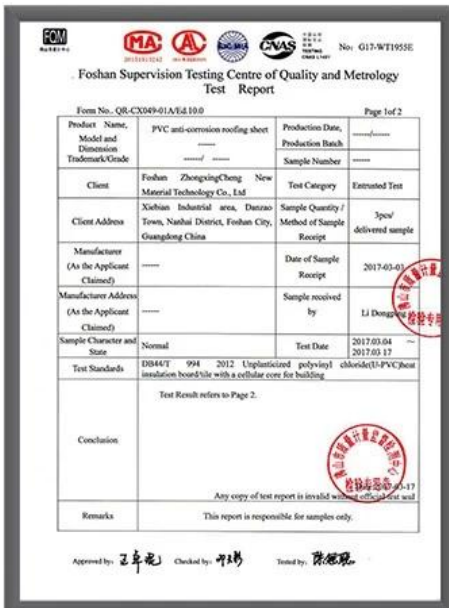 FQM
MA
CNAS
No: G17-WT1955E
Foshan Supervision Testing Centre of Quality and Metrology
Test Report
Form No.. QR-CX049-01A/Ed.10.0
Page 1of 2
Product Name, Model and Dimension Trademark/Grade
PVC anti-corrosion roofing sheet
------
------/ ------
Production Date, Production Batch
------/------
Sample Number
------
Client
Foshan ZhongxingCheng New Material Technology Co., Ltd
Test Category
Entrusted Test
Client Address
Xiebian Industrial area, Danzao Town, Nanhai District, Foshan City, Guangdong China
Sample Quantity / Method of Sample Receipt
3pcs/ delivered sample
Manufacturer (As the Applicant Claimed)
------
Date of Sample Receipt
2017-03-03
Manufacturer Address (As the Applicant Claimed)
------
Sample received by
Li Dongping
Sample Character and State
Normal
Test Date
2017.03.04 ~ 2017.03.17
Test Standards
DB44/T 994 2012 Unplanticized polyvinyl chloride(U-PVC)heat insulation board/tile with a cellular core for building
Conclusion
Test Result refers to Page 2.
Any copy of test report is invalid without official test seal
Remarks
This report is responsible for samples only.
Approved by:
Checked by:
Tested by: